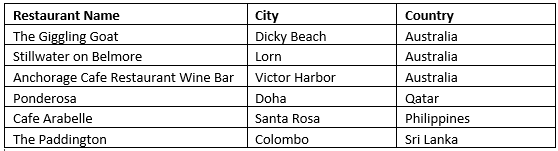 Restaurant Name City Country
The Giggling Goat Dicky Beach Australia
Stillwater on Belmore Lorn Australia
Anchorage Cafe Restaurant Wine Bar Victor Harbor Australia
Ponderosa Doha Qatar
Cafe Arabelle Santa Rosa Philippines
The Paddington Colombo Sri Lanka